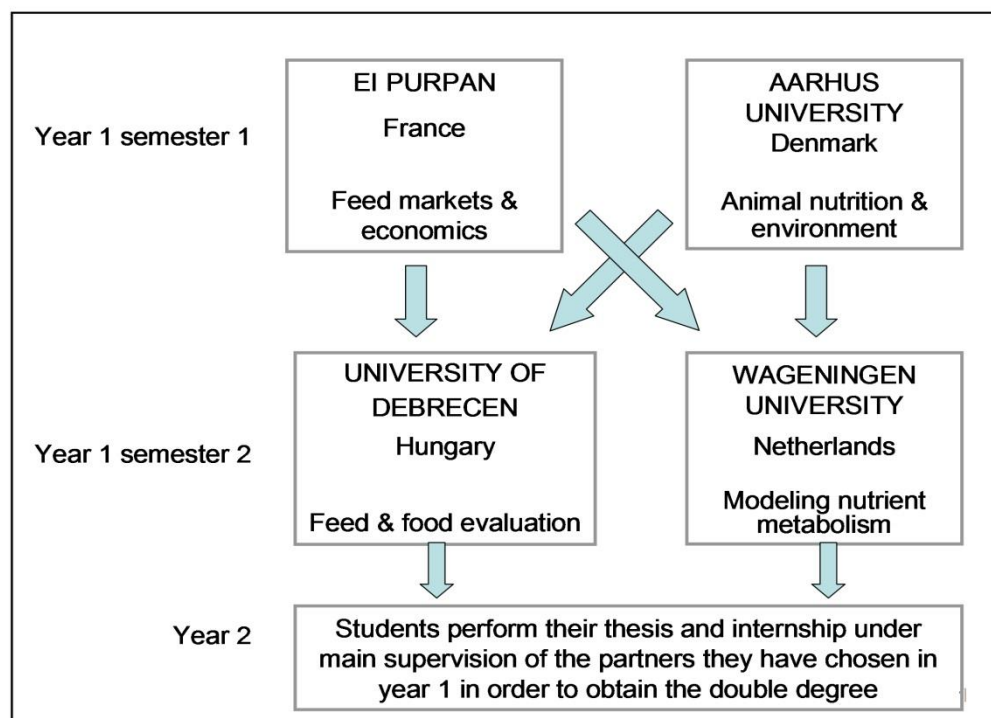 Year 1 semester 1
EI PURPAN
France
Feed markets &
economics
AARHUS
UNIVERSITY
Denmark
Animal nutrition &
environment
Year 1 semester 2
UNIVERSITY OF
DEBRECEN
Hungary
Feed & food evaluation
WAGENINGEN
UNIVERSITY
Netherlands
Modeling nutrient
metabolism
Year 2
Students perform their thesis and internship under
main supervision of the partners they have chosen in
year 1 in order to obtain the double degree